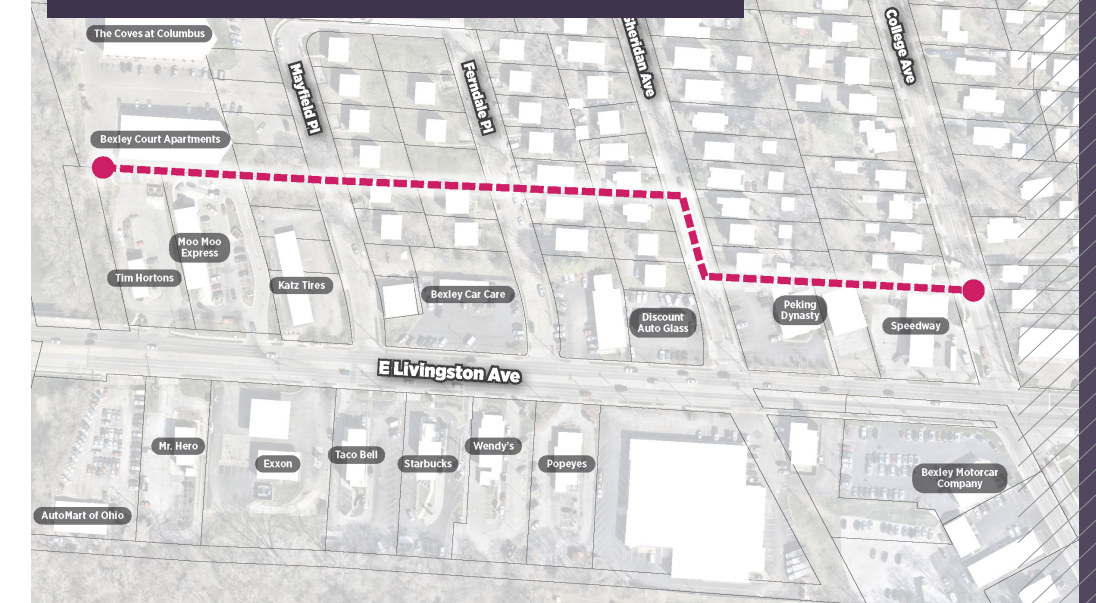 The Coves at Columbus
Mayfield Pl
Ferndale Pl
Sheridan Ave
College Ave
Bexley Court Apartments
Moo Moo
Express
Tim Hortons
Katz Tires
Bexley Car Care
Discount
Auto Glass
Peking
Dynasty
Speedway
E Livingston Ave
Mr. Hero
Exxon
Taco Bell
Starbucks
Wendy's
Popeyes
Bexley Motorcar
Company
AutoMart of Ohio